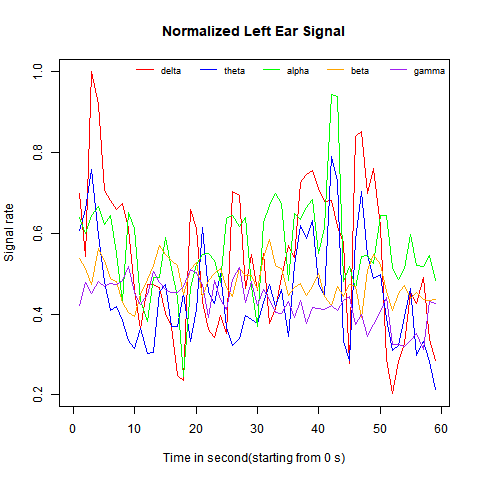 Normalized Left Ear Signal
delta theta alpha beta gamma
1.0
0.8
0.6
0.4
0.2
Signal rate
0 10 20 30 40 50 60
Time in second(starting from 0 s)